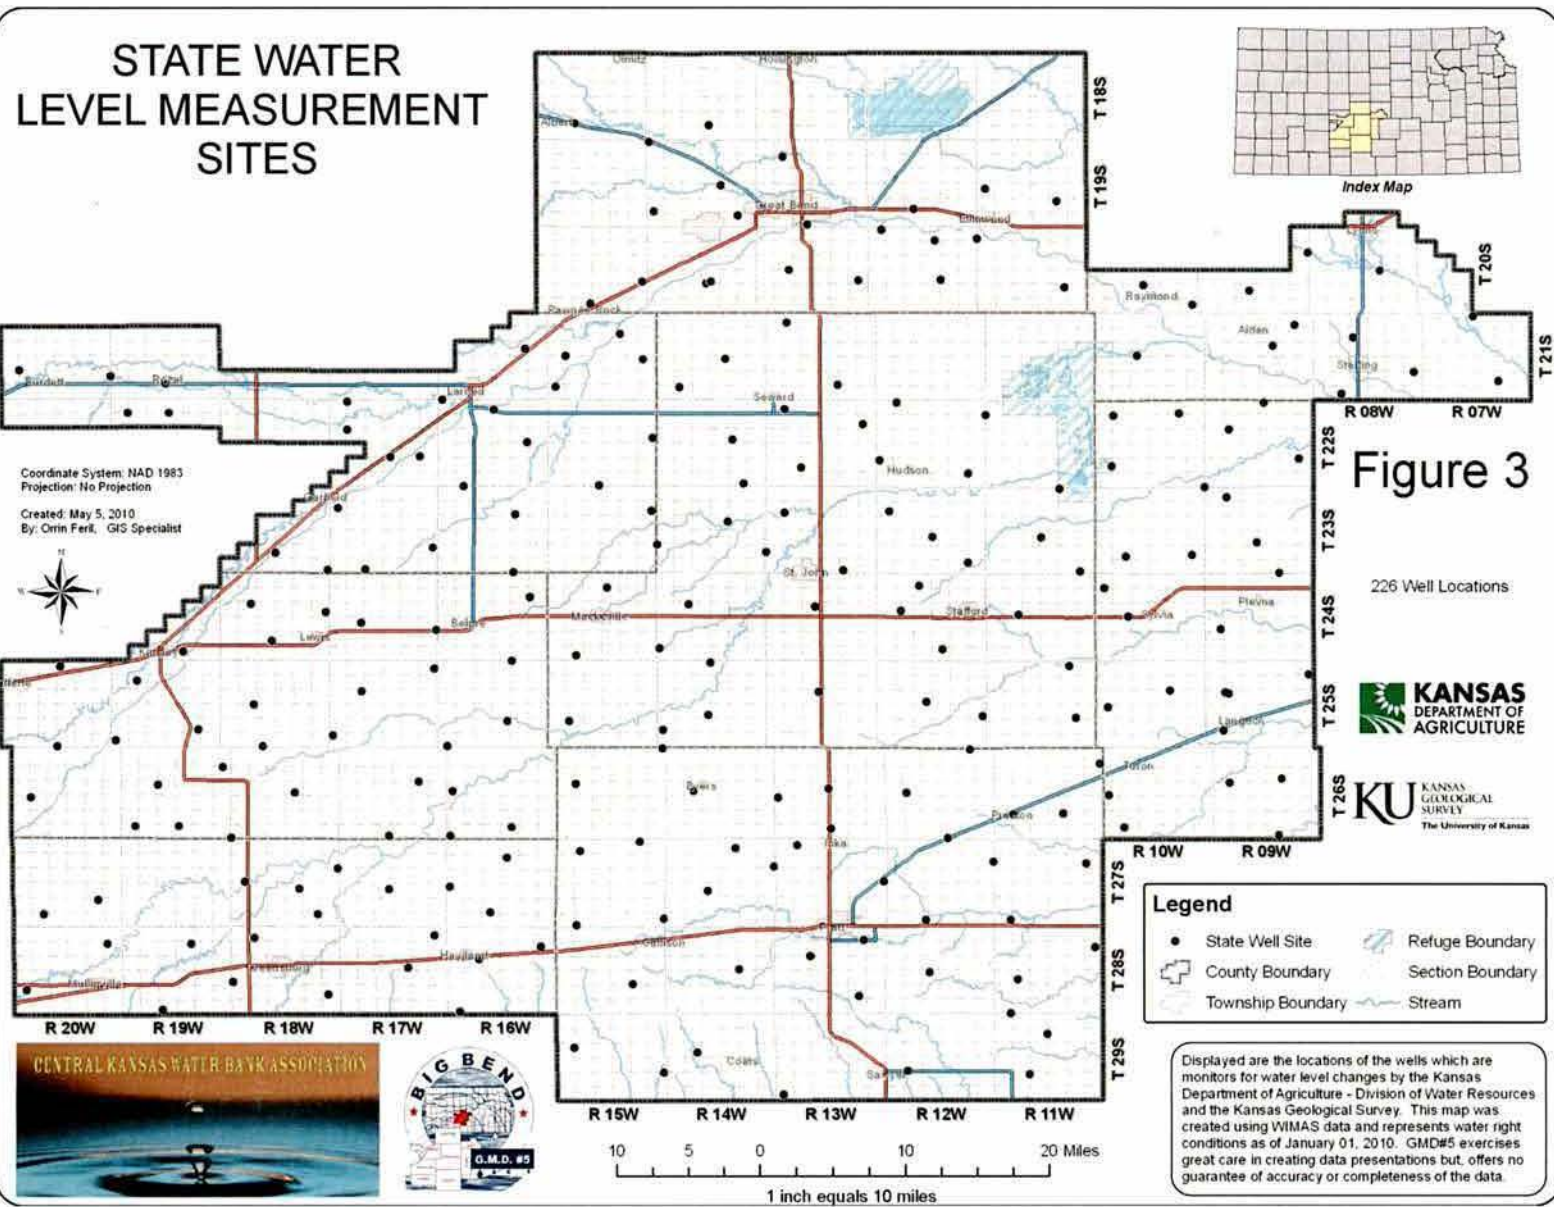 STATE WATER
LEVEL MEASUREMENT
SITES
Olmitz
Hoisington
Albert
T 18S
T 19S
Index Map
Great Bend
Ellinwood
Lyons
T 20S
Raymond
Pawnee Rock
Alden
Sterling
T 21S
Burdett
Rozel
Larned
Seward
R 08W
R 07W
T 22S
Figure 3
Hudson
Coordinate System: NAD 1983
Projection: No Projection
Garfield
Created: May 5, 2010
By: Orrin Feril, GIS Specialist
T 23S
N
W
E
S
St. John
226 Well Locations
Macksville
Stafford
Sylvia
Plevna
T 24S
Belpre
Lewis
Kinsley
KANSAS
DEPARTMENT OF
AGRICULTURE
T 25S
Langdon
Turon
Byers
Preston
T 26S
KU
KANSAS
GEOLOGICAL
SURVEY
The University of Kansas
Iuka
R 10W
R 09W
T 27S
Legend
State Well Site
Refuge Boundary
County Boundary
Section Boundary
Township Boundary
Stream
Pratt
Cullison
Haviland
Greensburg
Mullinville
T 28S
R 20W
R 19W
R 18W
R 17W
R 16W
T 29S
Coats
Sawyer
R 15W
R 14W
R 13W
R 12W
R 11W
CENTRAL KANSAS WATER BANK ASSOCIATION
BIG BEND
G.M.D. #5
10
5
0
10
20 Miles
1 inch equals 10 miles
Displayed are the locations of the wells which are
monitors for water level changes by the Kansas
Department of Agriculture - Division of Water Resources
and the Kansas Geological Survey. This map was
created using WIMAS data and represents water right
conditions as of January 01, 2010. GMD#5 exercises
great care in creating data presentations but, offers no
guarantee of accuracy or completeness of the data.